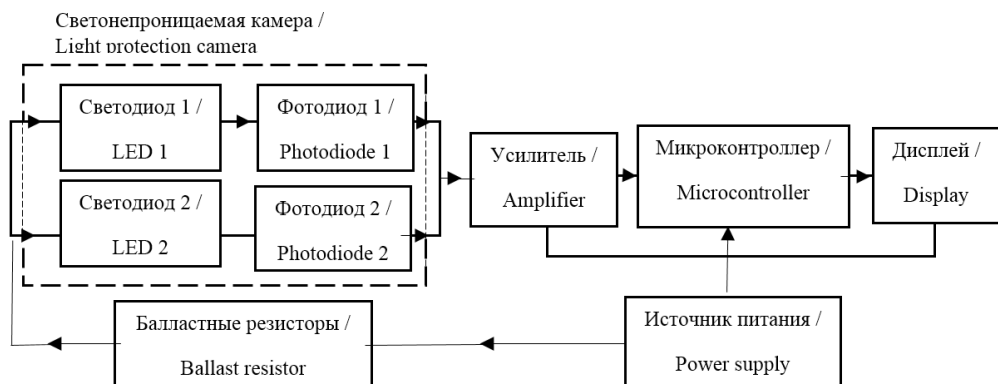 Светонепроницаемая камера /
Light protection camera
Светодиод 1 /
LED 1
Фотодиод 1 /
Photodiode 1
Светодиод 2 /
LED 2
Фотодиод 2 /
Photodiode 2
Усилитель /
Amplifier
Микроконтроллер /
Microcontroller
Дисплей /
Display
Балластные резисторы /
Ballast resistor
Источник питания /
Power supply